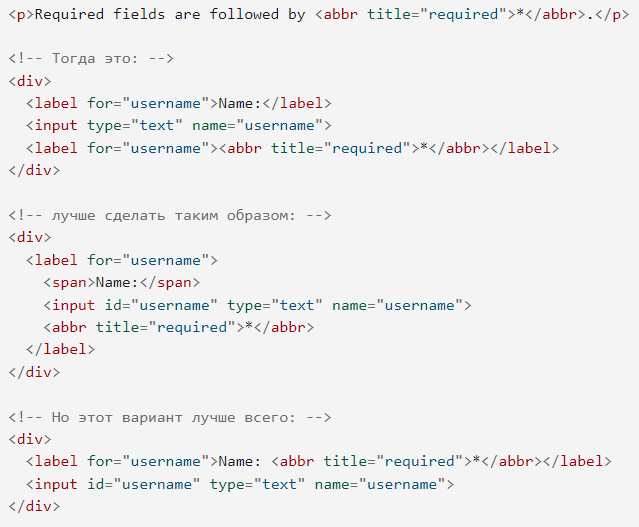 <p>Required fields are followed by <abbr title="required">*</abbr>.</p>
<!-- Тогда это: -->
<div>
  <label for="username">Name:</label>
  <input type="text" name="username">
  <label for="username"><abbr title="required">*</abbr></label>
</div>
<!-- лучше сделать таким образом: -->
<div>
  <label for="username">
    <span>Name:</span>
    <input id="username" type="text" name="username">
    <abbr title="required">*</abbr>
  </label>
</div>
<!-- Но этот вариант лучше всего: -->
<div>
  <label for="username">Name: <abbr title="required">*</abbr></label>
  <input id="username" type="text" name="username">
</div>